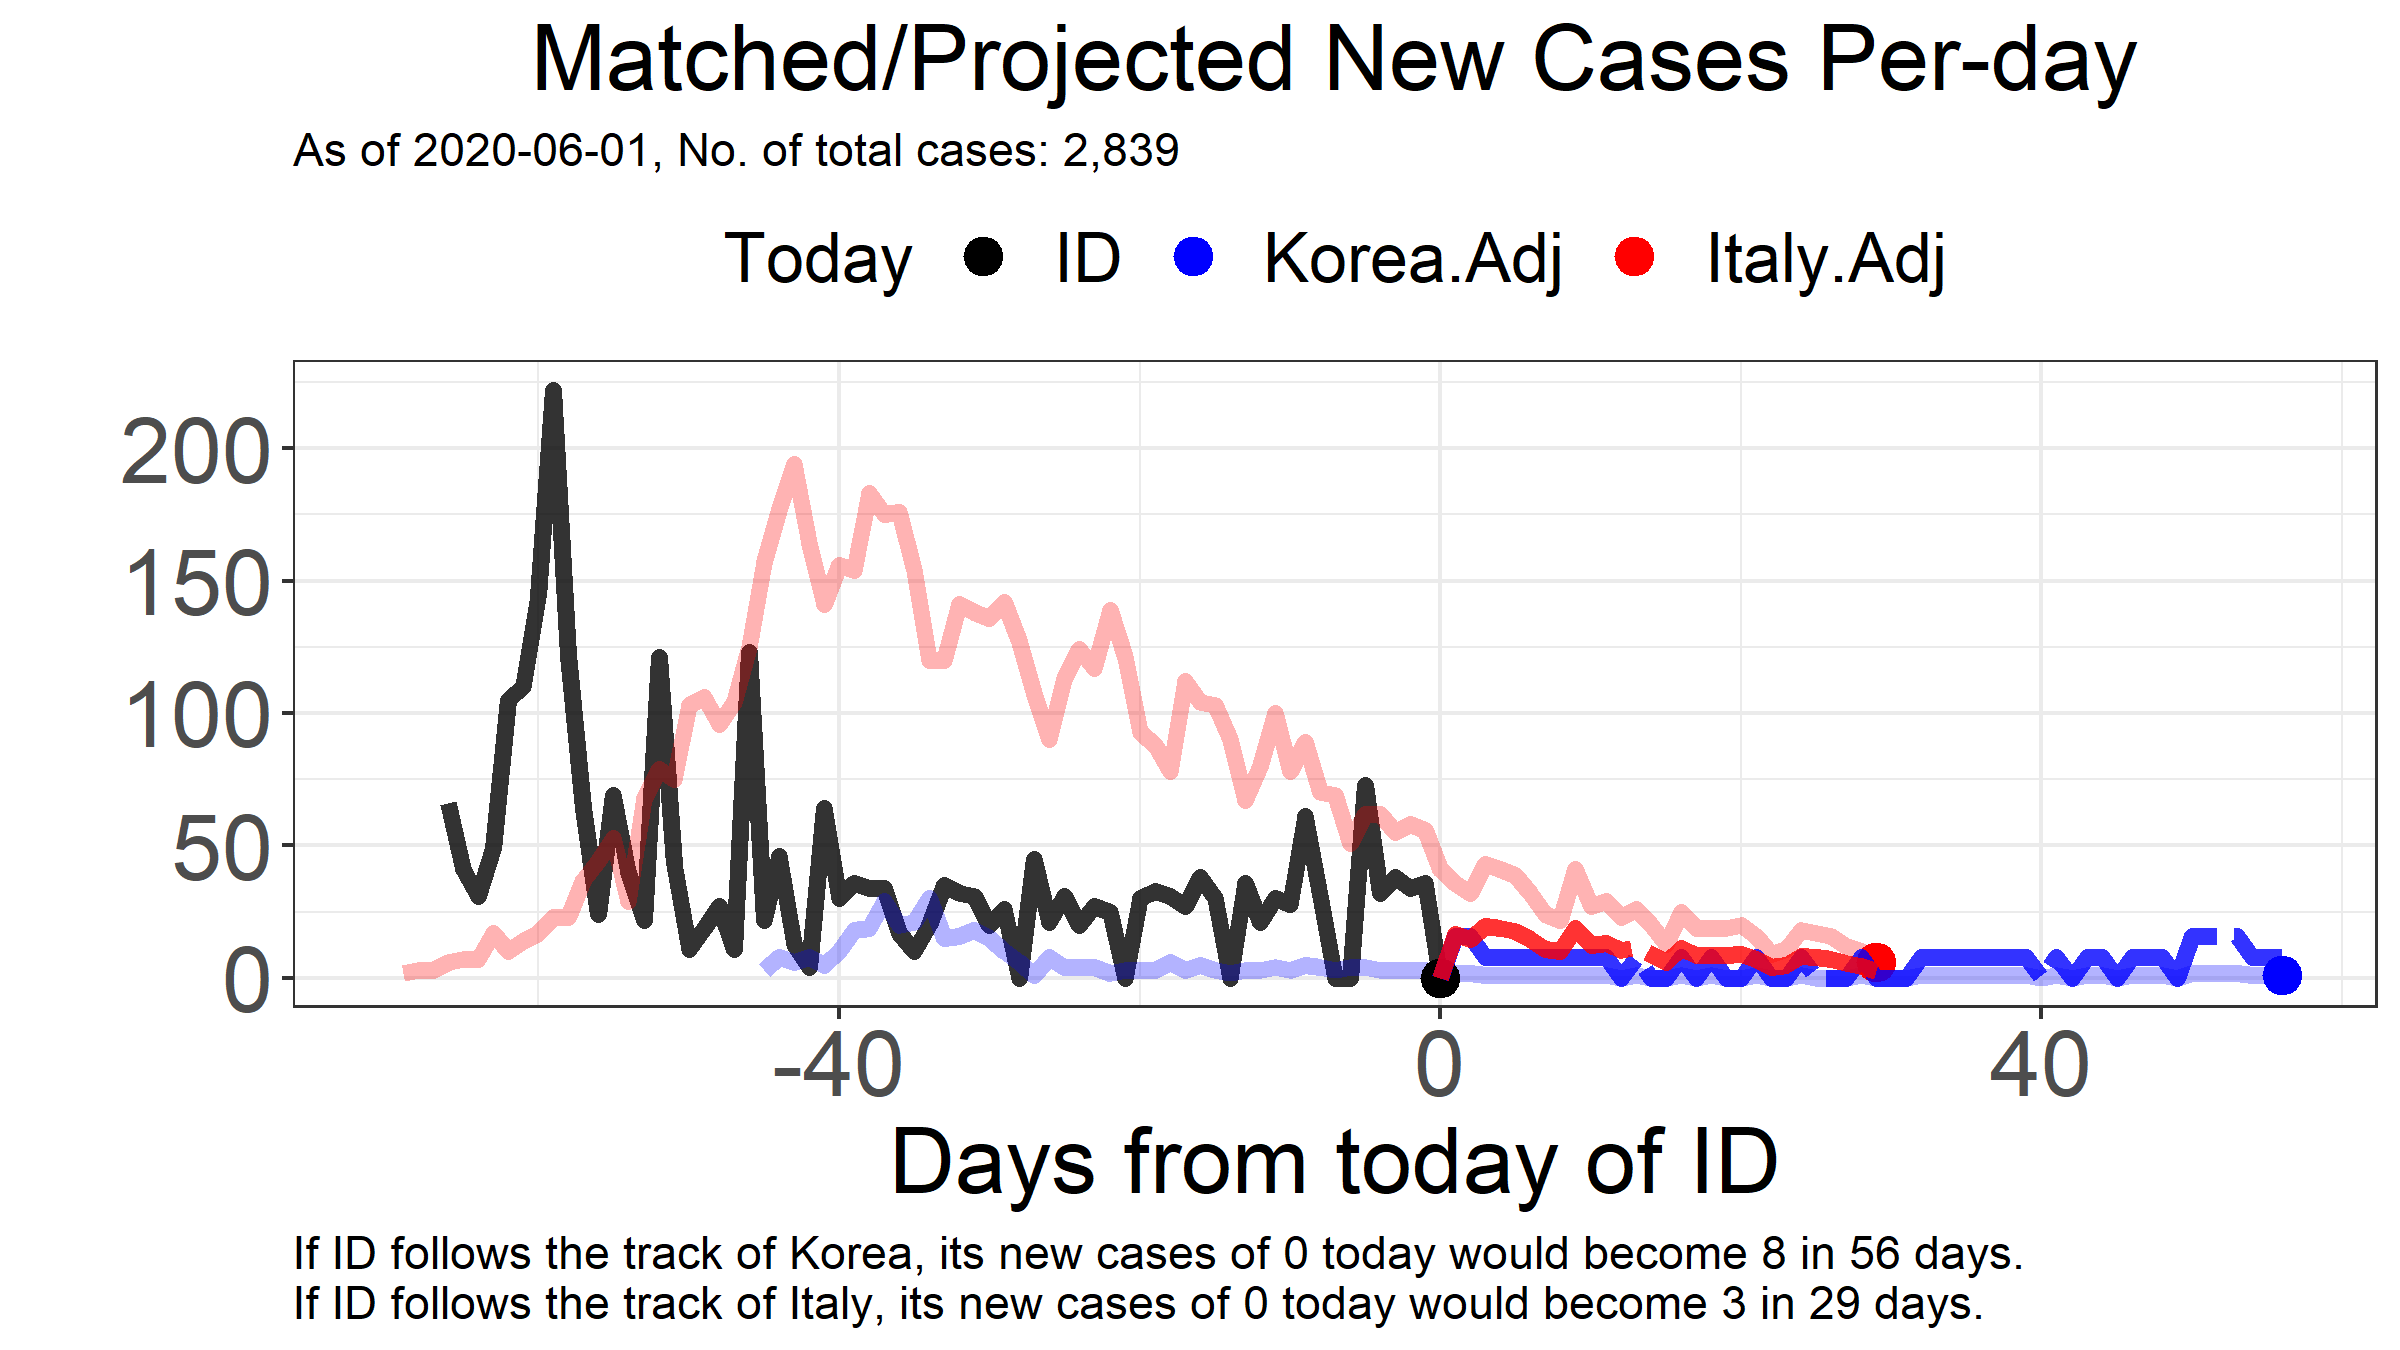 Matched/Projected New Cases Per-day
As of 2020-06-01, No. of total cases: 2,839
Today ID Korea.Adj Italy.Adj
200
150
100
50
0
-40 0 40
Days from today of ID
If ID follows the track of Korea, its new cases of 0 today would become 8 in 56 days.
If ID follows the track of Italy, its new cases of 0 today would become 3 in 29 days.